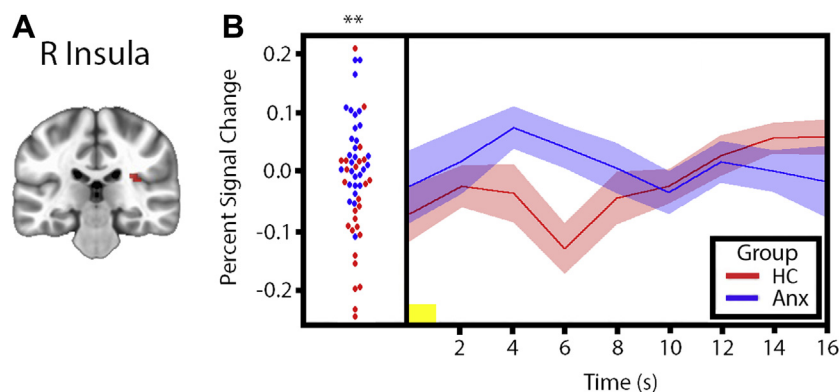 A
R Insula
B
**
Percent Signal Change
0.2
0.1
0.0
-0.1
-0.2
Group
HC
Anx
2 4 6 8 10 12 14 16
Time (s)